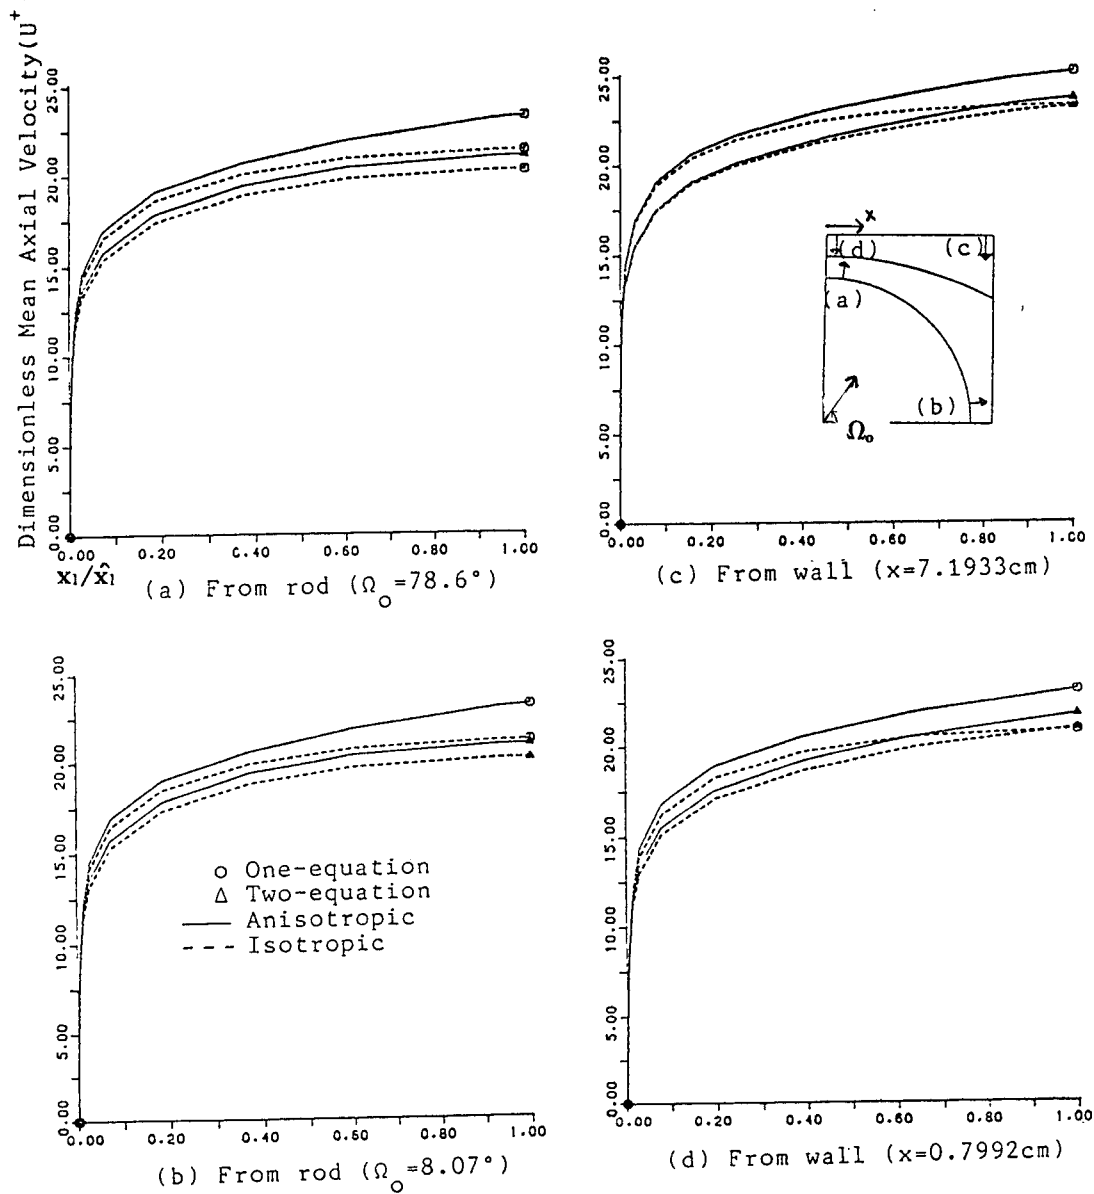 Dimensionless Mean Axial Velocity(U+
25.00
20.00
15.00
10.00
5.00
0.00
0.00 0.20 0.40 0.60 0.80 1.00
x1/x̂1
(a) From rod (Ωo=78.6°)
25.00
20.00
15.00
10.00
5.00
0.00
x
(d)
(c)
(a)
(b)
Ωo
0.00 0.20 0.40 0.60 0.80 1.00
(c) From wall (x=7.1933cm)
25.00
20.00
15.00
10.00
5.00
0.00
One-equation
Two-equation
Anisotropic
Isotropic
0.00 0.20 0.40 0.60 0.80 1.00
(b) From rod (Ωo=8.07°)
25.00
20.00
15.00
10.00
5.00
0.00
0.00 0.20 0.40 0.60 0.80 1.00
(d) From wall (x=0.7992cm)